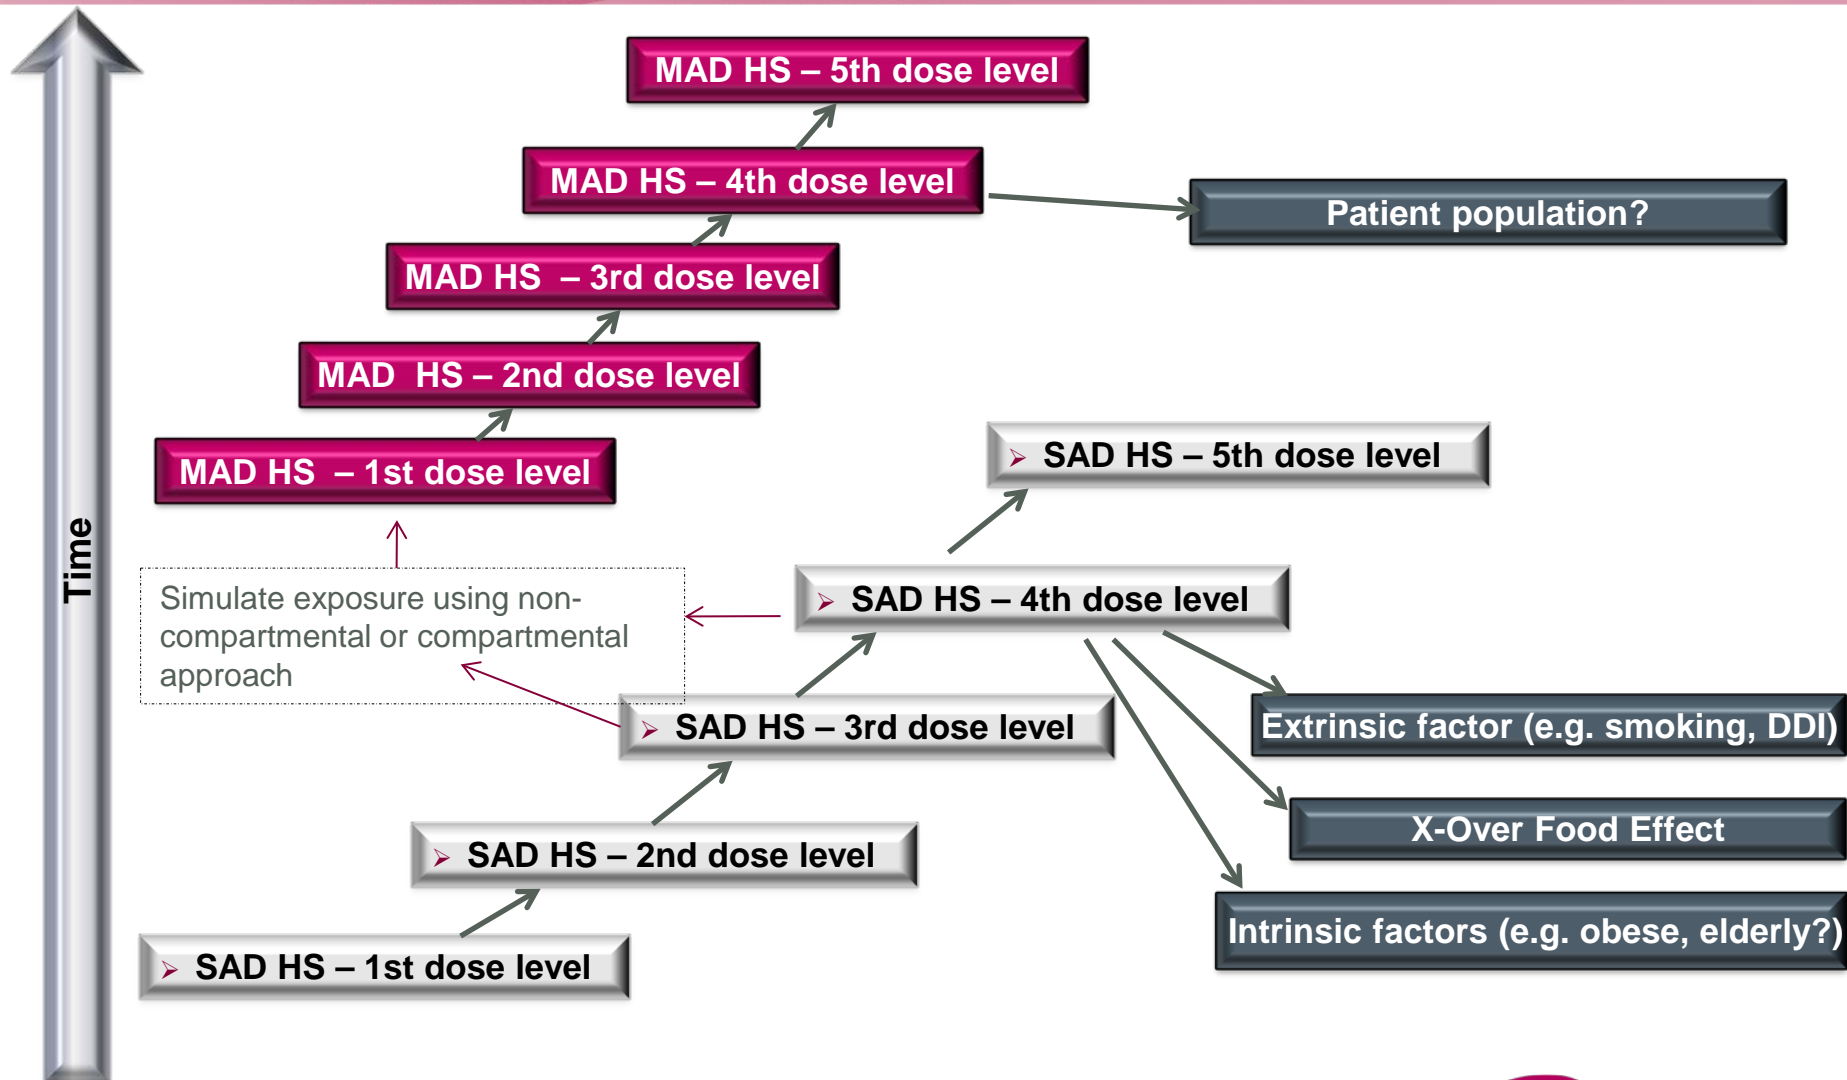 MAD HS – 5th dose level
MAD HS – 4th dose level
Patient population?
MAD HS – 3rd dose level
MAD HS – 2nd dose level
MAD HS – 1st dose level
SAD HS – 5th dose level
Time
Simulate exposure using non-
compartmental or compartmental
approach
SAD HS – 4th dose level
SAD HS – 3rd dose level
Extrinsic factor (e.g. smoking, DDI)
X-Over Food Effect
SAD HS – 2nd dose level
Intrinsic factors (e.g. obese, elderly?)
SAD HS – 1st dose level